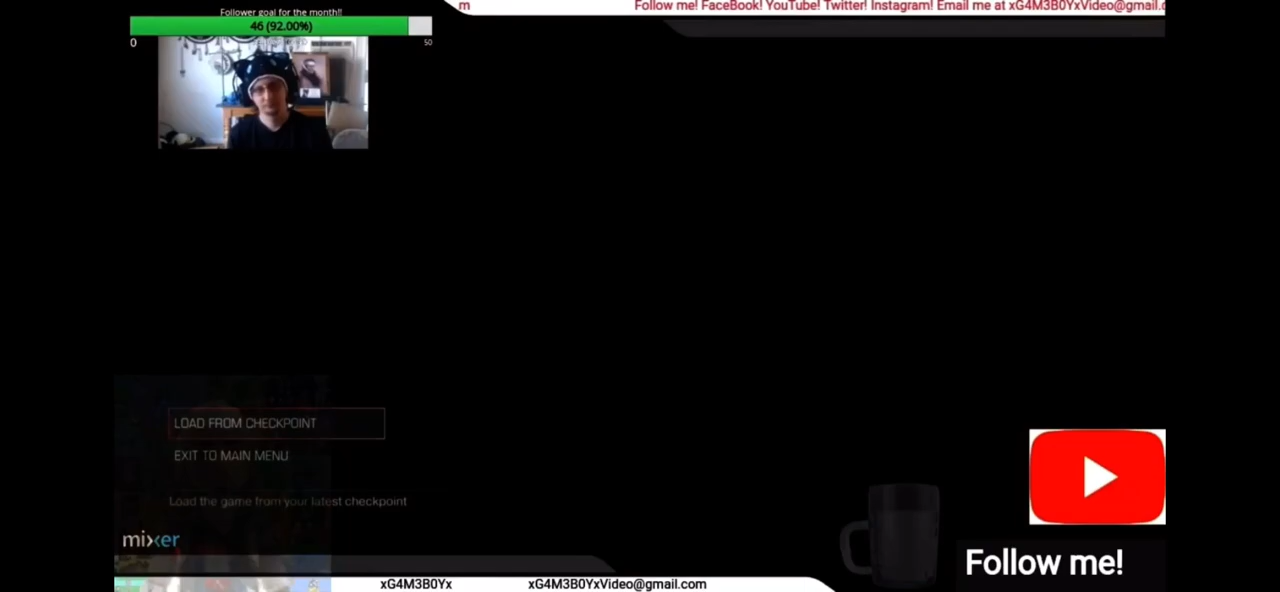 Follower goal for the month!!
m Follow me! FaceBook! YouTube! Twitter! Instagram! Email me at xG4M3B0YxVideo@gmail.c
46 (92.00%)
0 50
LOAD FROM CHECKPOINT
EXIT TO MAIN MENU
Load the game from your latest checkpoint
mixer
Follow me!
xG4M3B0Yx xG4M3B0YxVideo@gmail.com